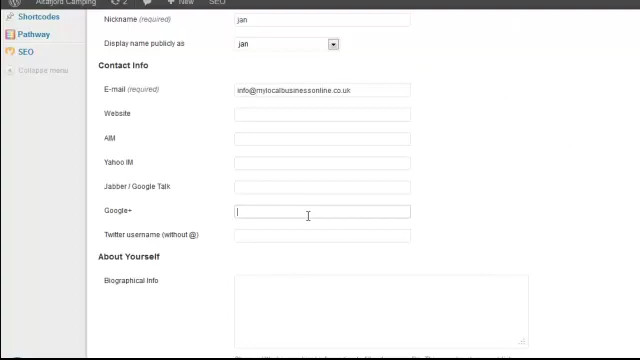 Altafjord Camping 2 + New SEO
Shortcodes
Pathway
SEO
Collapse menu
Nickname (required) jan
Display name publicly as jan
Contact Info
E-mail (required) info@mylocalbusinessonline.co.uk
Website
AIM
Yahoo IM
Jabber / Google Talk
Google+
Twitter username (without @)
About Yourself
Biographical Info